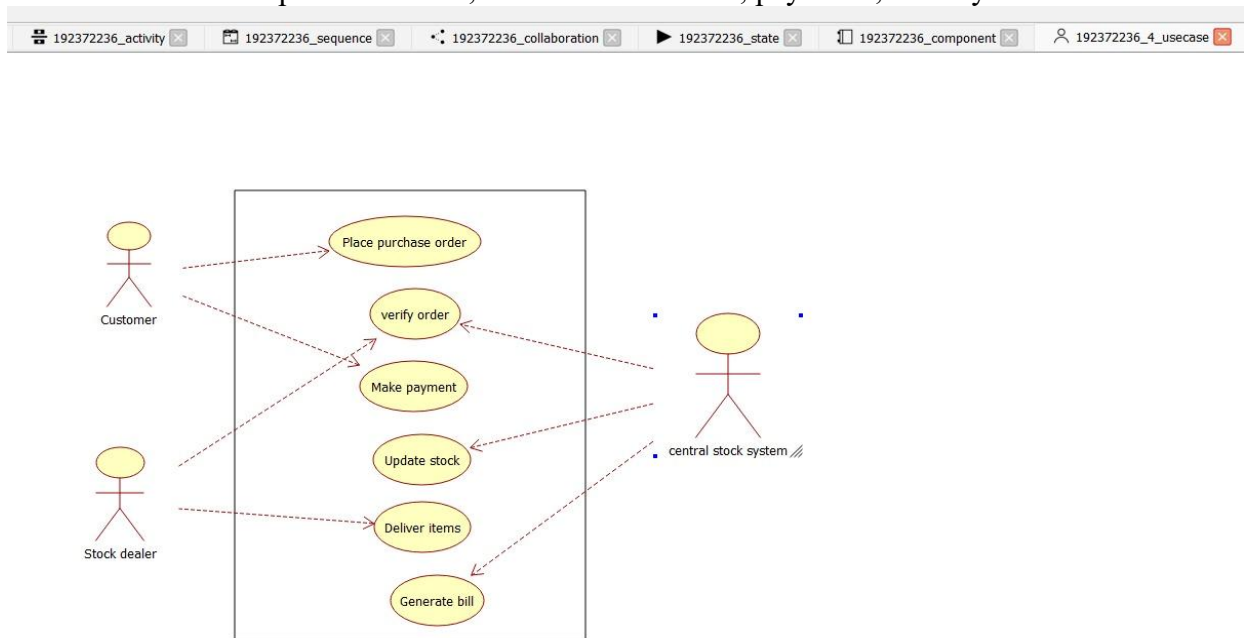 192372236_activity
192372236_sequence
192372236_collaboration
192372236_state
192372236_component
192372236_4_usecase
Place purchase order
verify order
Customer
Make payment
Update stock
central stock system
Deliver items
Stock dealer
Generate bill